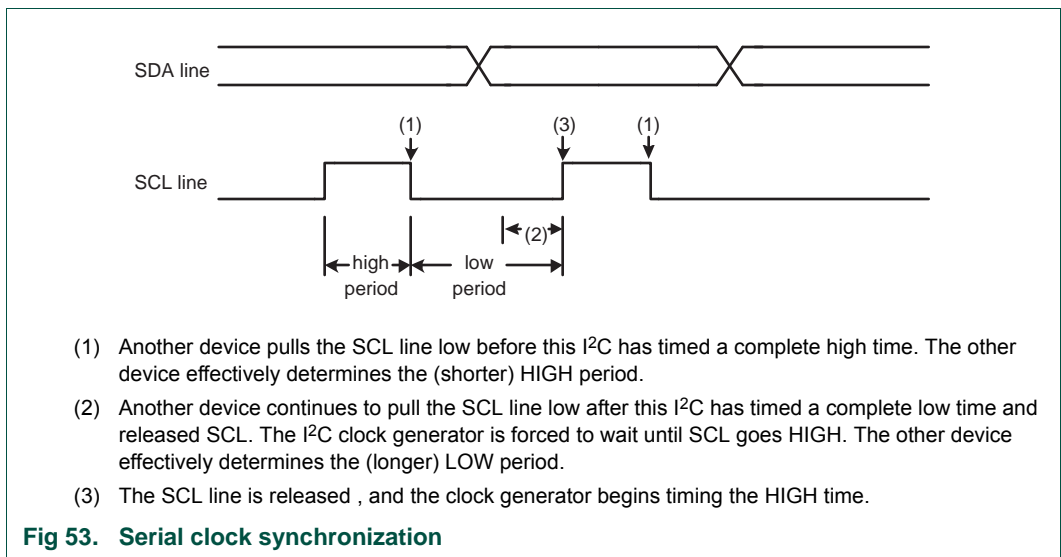 SDA line
(1)
(3)
(1)
SCL line
(2)
high
period
low
period
(1) Another device pulls the SCL line low before this I2C has timed a complete high time. The other
device effectively determines the (shorter) HIGH period.
(2) Another device continues to pull the SCL line low after this I2C has timed a complete low time and
released SCL. The I2C clock generator is forced to wait until SCL goes HIGH. The other device
effectively determines the (longer) LOW period.
(3) The SCL line is released , and the clock generator begins timing the HIGH time.
Fig 53. Serial clock synchronization